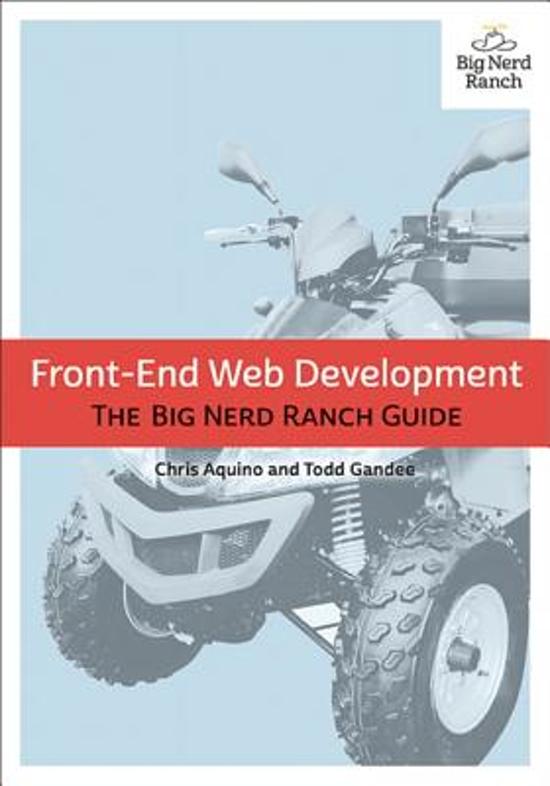 Big Nerd
Ranch
Front-End Web Development
The Big Nerd Ranch Guide
Chris Aquino and Todd Gandee